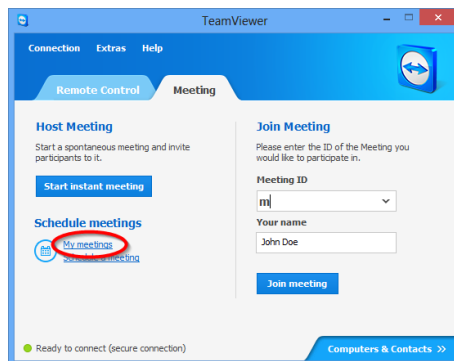 TeamViewer
Connection Extras Help
Remote Control Meeting
Host Meeting
Start a spontaneous meeting and invite
participants to it.
Start instant meeting
Schedule meetings
My meetings
Schedule a meeting
Join Meeting
Please enter the ID of the Meeting you
would like to participate in.
Meeting ID
m
Your name
John Doe
Join meeting
Ready to connect (secure connection)
Computers & Contacts >>